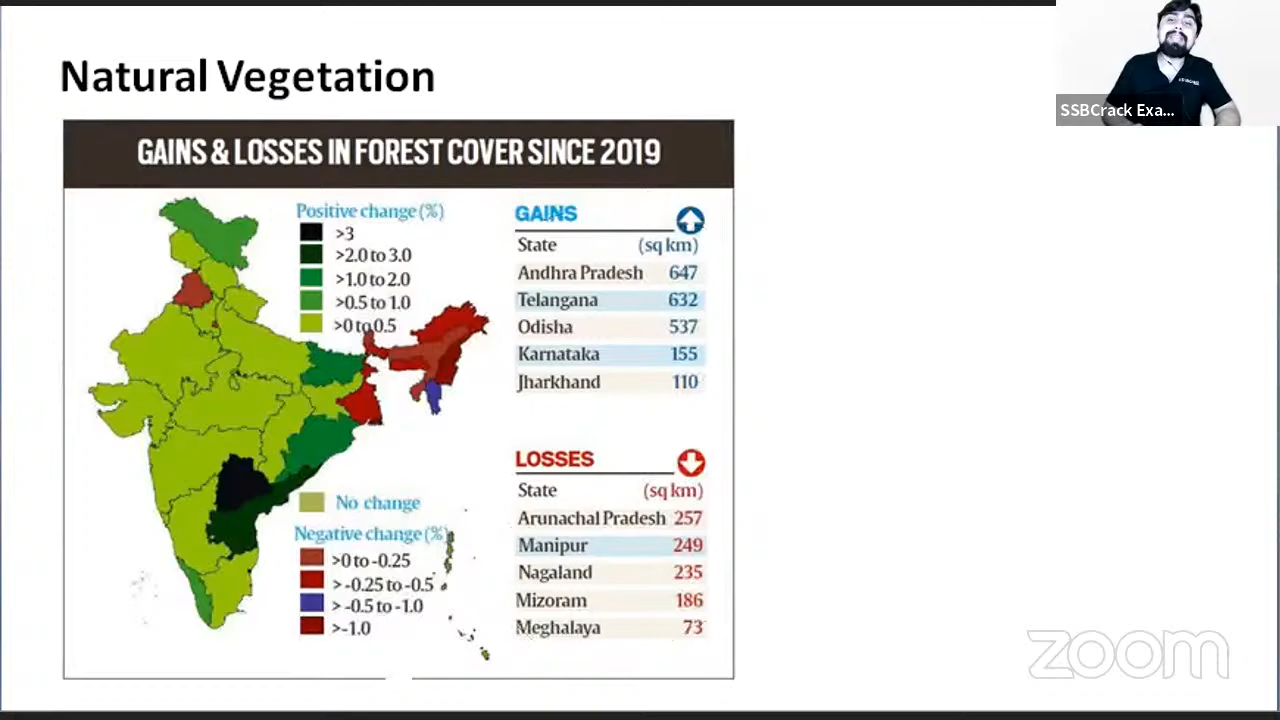 Natural Vegetation
SSBCrack Exa...
GAINS & LOSSES IN FOREST COVER SINCE 2019
Positive change (%)
>3
>2.0 to 3.0
>1.0 to 2.0
>0.5 to 1.0
>0 to 0.5
No change
Negative change (%)
>0 to -0.25
> -0.25 to -0.5
> -0.5 to -1.0
>-1.0
GAINS
State (sq km)
Andhra Pradesh 647
Telangana 632
Odisha 537
Karnataka 155
Jharkhand 110
LOSSES
State (sq km)
Arunachal Pradesh 257
Manipur 249
Nagaland 235
Mizoram 186
Meghalaya 73
zoom